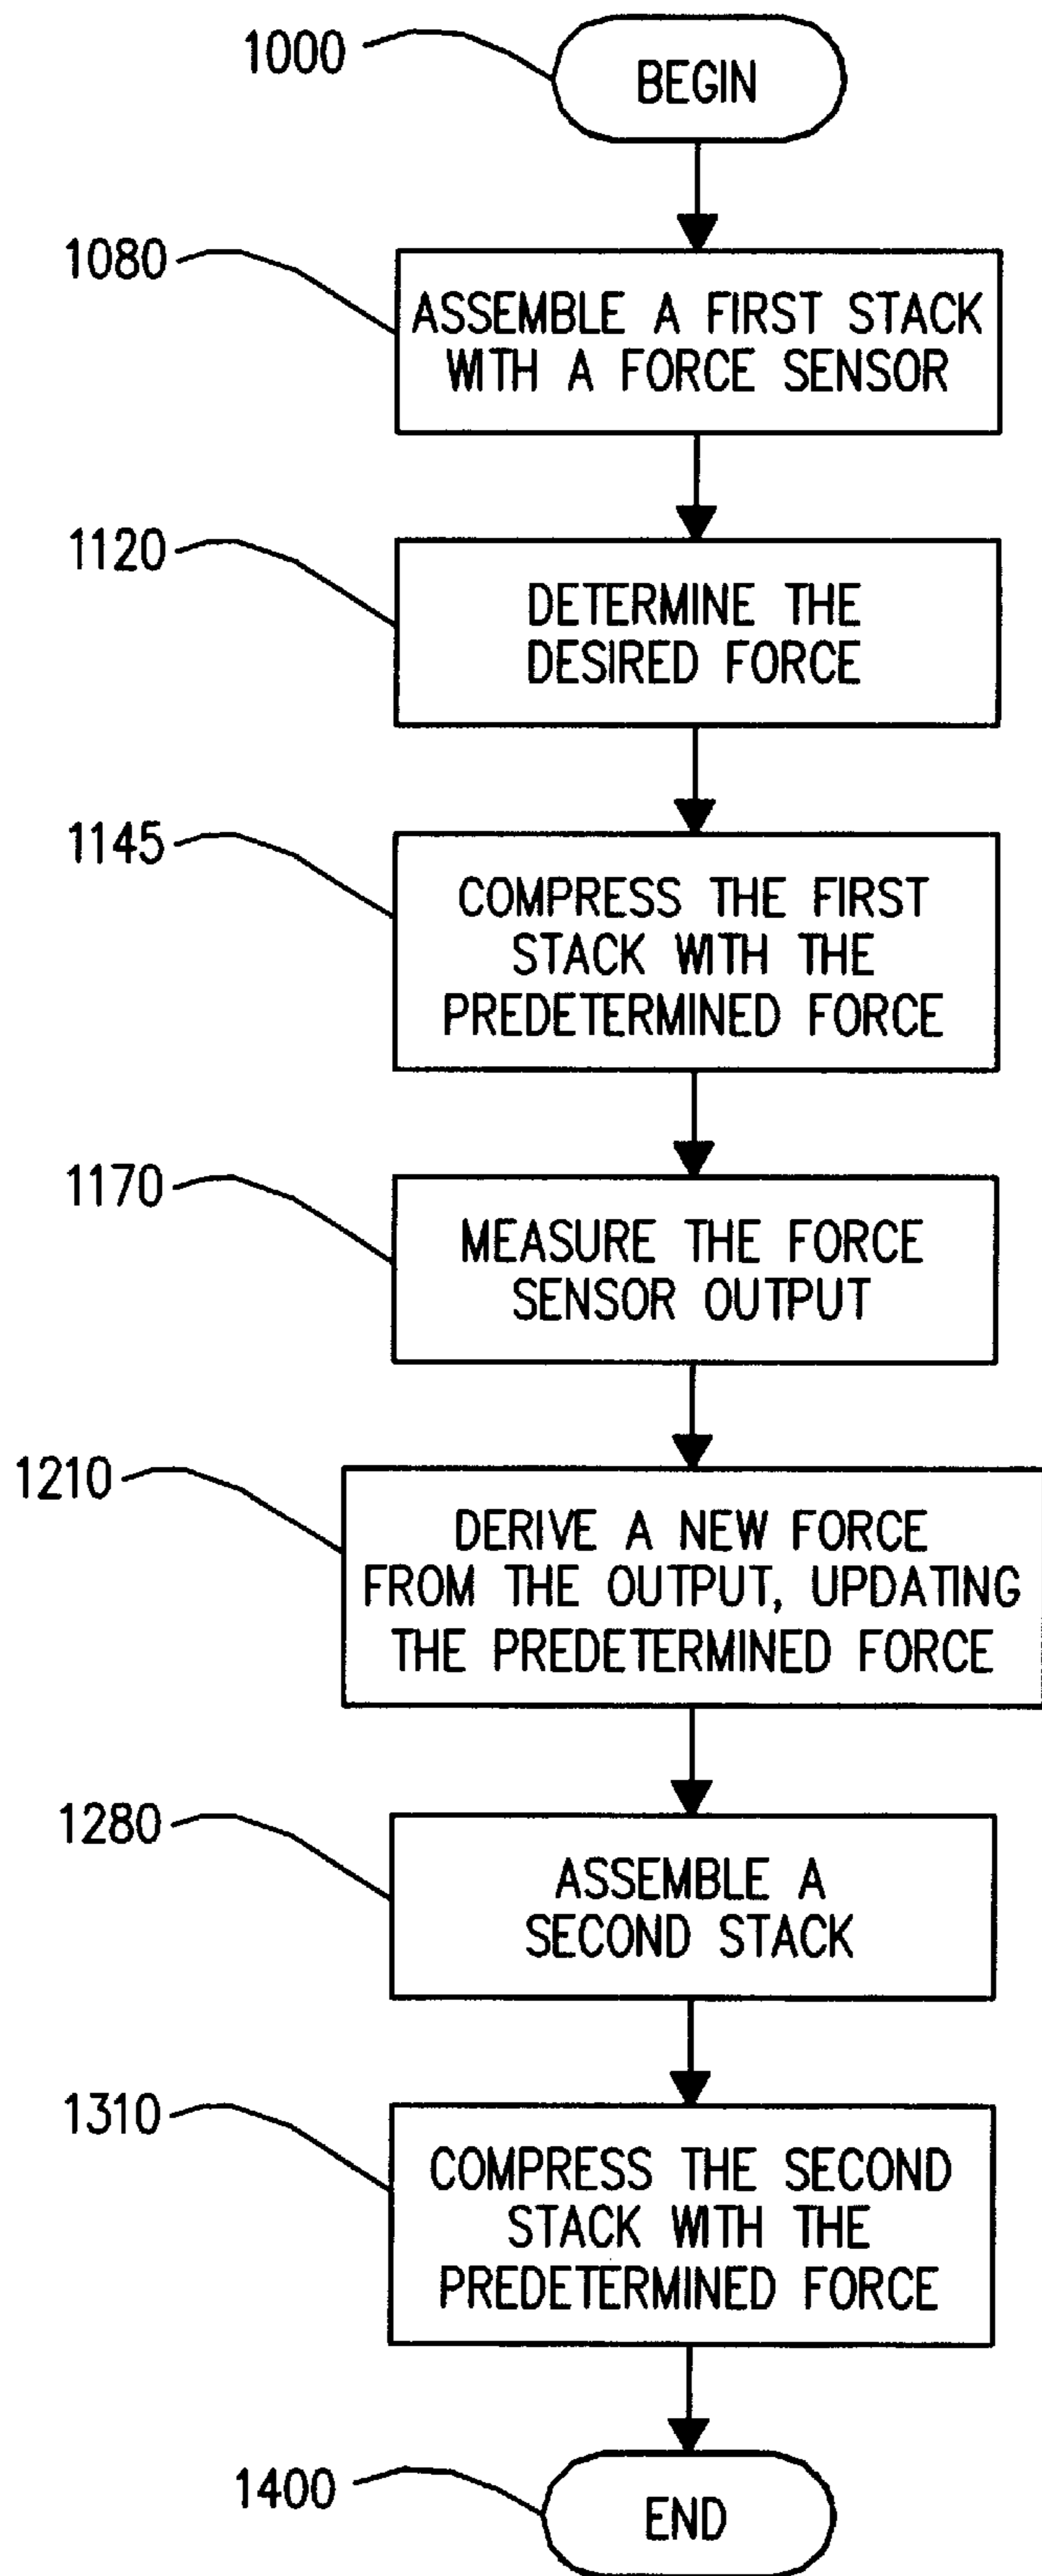 1000
BEGIN
1080
ASSEMBLE A FIRST STACK
WITH A FORCE SENSOR
1120
DETERMINE THE
DESIRED FORCE
1145
COMPRESS THE FIRST
STACK WITH THE
PREDETERMINED FORCE
1170
MEASURE THE FORCE
SENSOR OUTPUT
1210
DERIVE A NEW FORCE
FROM THE OUTPUT, UPDATING
THE PREDETERMINED FORCE
1280
ASSEMBLE A
SECOND STACK
1310
COMPRESS THE SECOND
STACK WITH THE
PREDETERMINED FORCE
1400
END